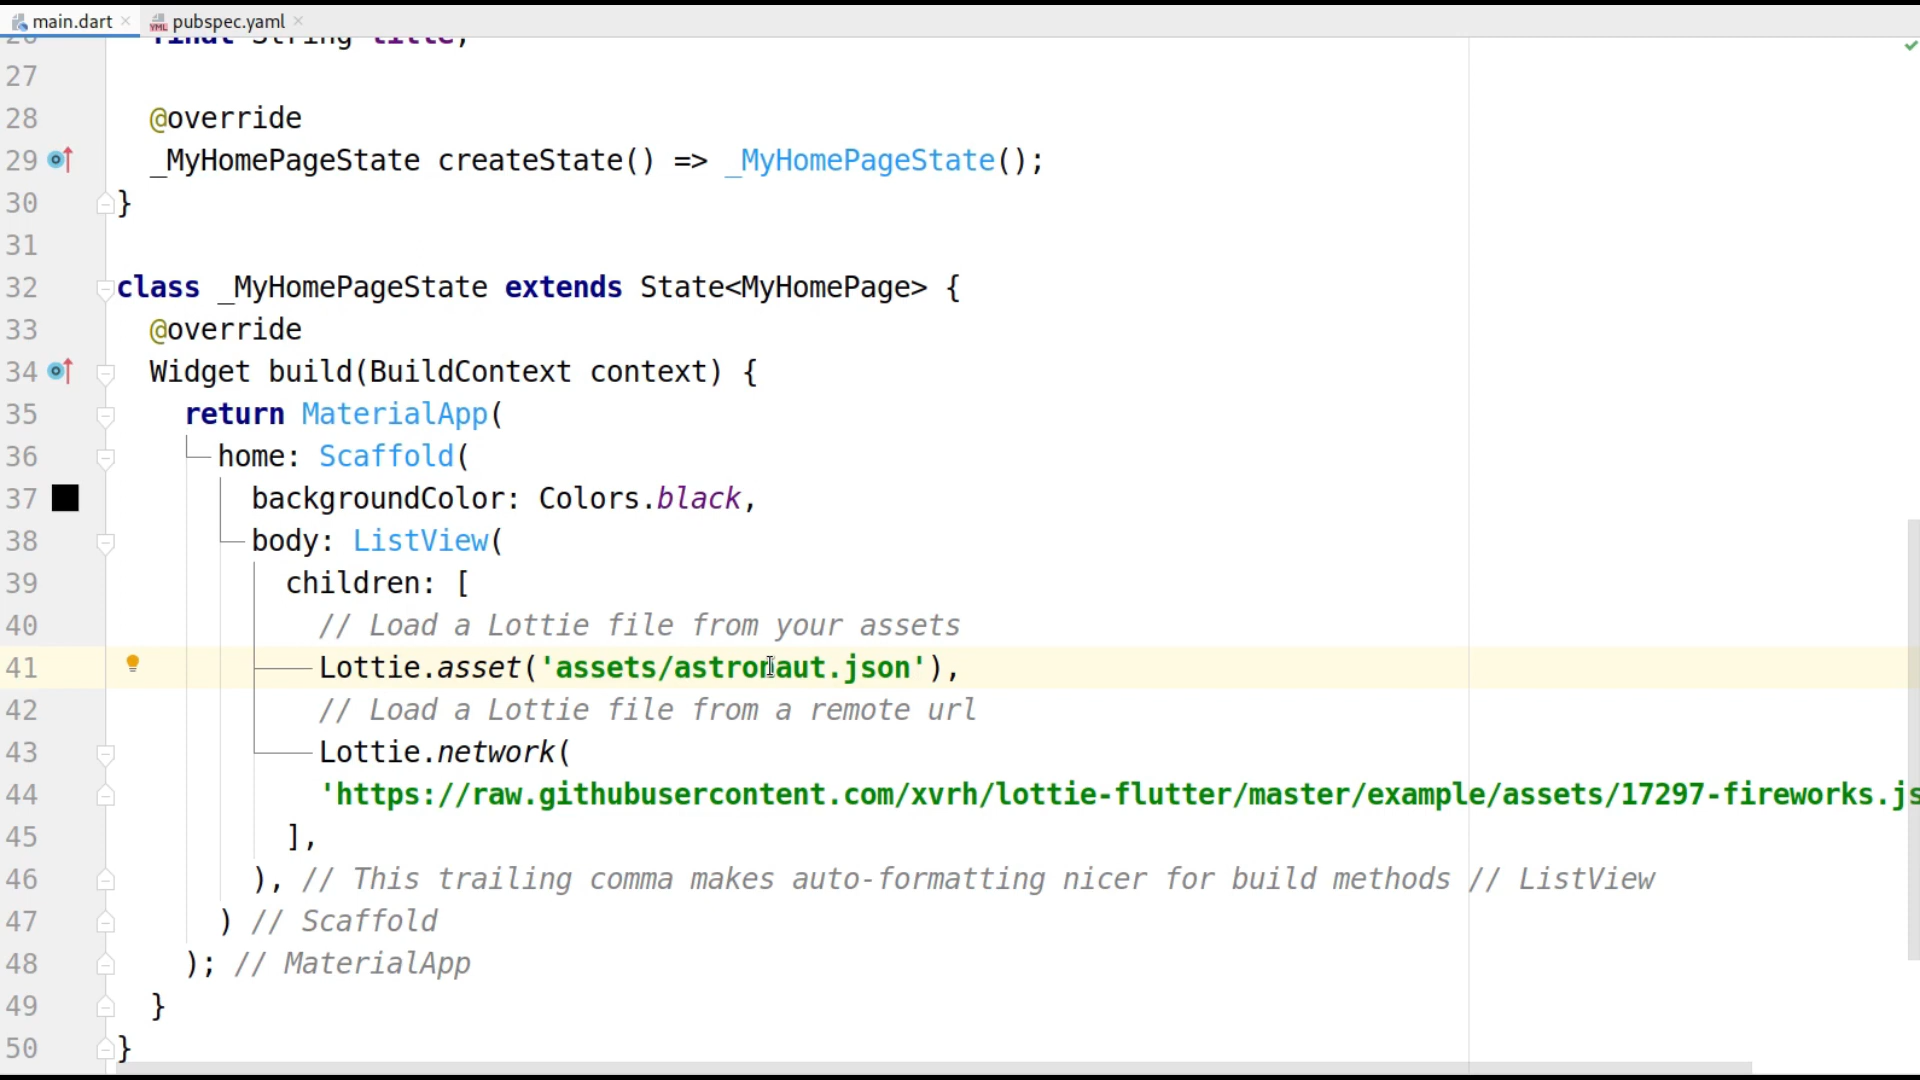 main.dart pubspec.yaml
26 final String title;
27
28 @override
29 _MyHomePageState createState() => _MyHomePageState();
30 }
31
32 class _MyHomePageState extends State<MyHomePage> {
33 @override
34 Widget build(BuildContext context) {
35 return MaterialApp(
36 home: Scaffold(
37 backgroundColor: Colors.black,
38 body: ListView(
39 children: [
40 // Load a Lottie file from your assets
41 Lottie.asset('assets/astronaut.json'),
42 // Load a Lottie file from a remote url
43 Lottie.network(
44 'https://raw.githubusercontent.com/xvrh/lottie-flutter/master/example/assets/17297-fireworks.js
45 ],
46 ), // This trailing comma makes auto-formatting nicer for build methods // ListView
47 ) // Scaffold
48 ); // MaterialApp
49 }
50 }